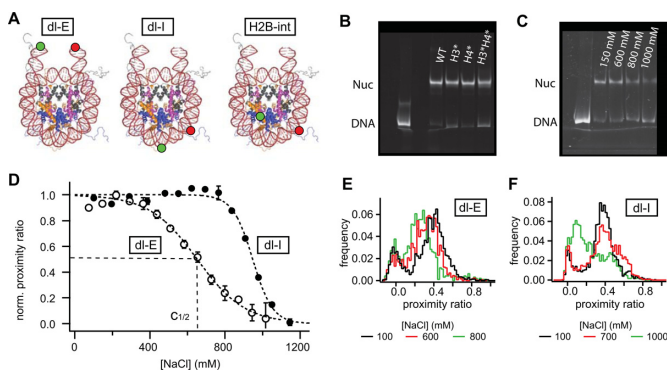 A
dl-E
dl-I
H2B-int
B
WT
H3*
H4*
H3*H4*
Nuc
DNA
C
150 mM
600 mM
800 mM
1000 mM
Nuc
DNA
D
norm. proximity ratio
1.0
0.8
0.6
0.4
0.2
0.0
dl-E
dl-I
C1/2
0
400
800
1200
[NaCl] (mM)
E
dl-E
frequency
0.06
0.04
0.02
0.00
0.0
0.4
0.8
proximity ratio
[NaCl] (mM)
100
600
800
F
dl-I
frequency
0.08
0.06
0.04
0.02
0.00
0.0
0.4
0.8
proximity ratio
[NaCl] (mM)
100
700
1000